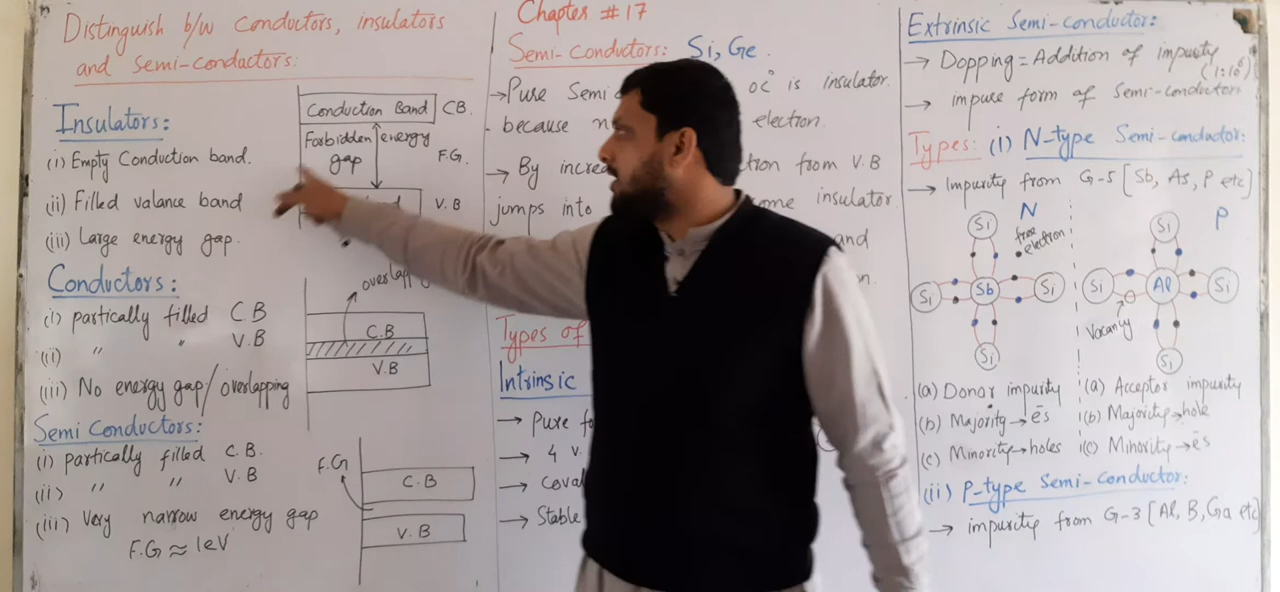 Distinguish b/w Conductors, insulators
and Semi-conductors:
Insulators:
(i) Empty Conduction band.
(ii) Filled valance band
(iii) Large energy gap.
Conduction Band
CB.
Forbidden energy
gap
F.G.
V.B
Conductors:
(i) partically filled C.B
(ii) " " V.B
(iii) No energy gap/overlapping
overlapp
C.B
V.B
Semi Conductors:
(i) partically filled C.B.
(ii) " " V.B
(iii) Very narrow energy gap
F.G ≈ 1eV
F.G
C.B
V.B
Chapter #17
Semi-Conductors: Si, Ge.
→ Pure Semi 0c° is insulator.
because electron.
→ By increa from V.B
jumps into insulator
and
Types of
Intrinsic
→ Pure
→ 4 v.
→ Coval
→ Stable
Extrinsic Semi-conductor:
→ Dopping = Addition of impurity
(1:10⁶)
→ impure form of Semi-conductor.
Types: (i) N-type Semi-conductor:
→ Impurity from G-5 [Sb, As, P etc]
N
free
electron
Si
Si Sb Si
Si
P
Si
Si Al Si
Vacancy
Si
(a) Donor impurity
(b) Majority → ēs
(c) Minority → holes
(a) Acceptor impurity
(b) Majority → hole
(c) Minority → ēs
(ii) P-type Semi-Conductor:
→ impurity from G-3 [Al, B, Ga etc]